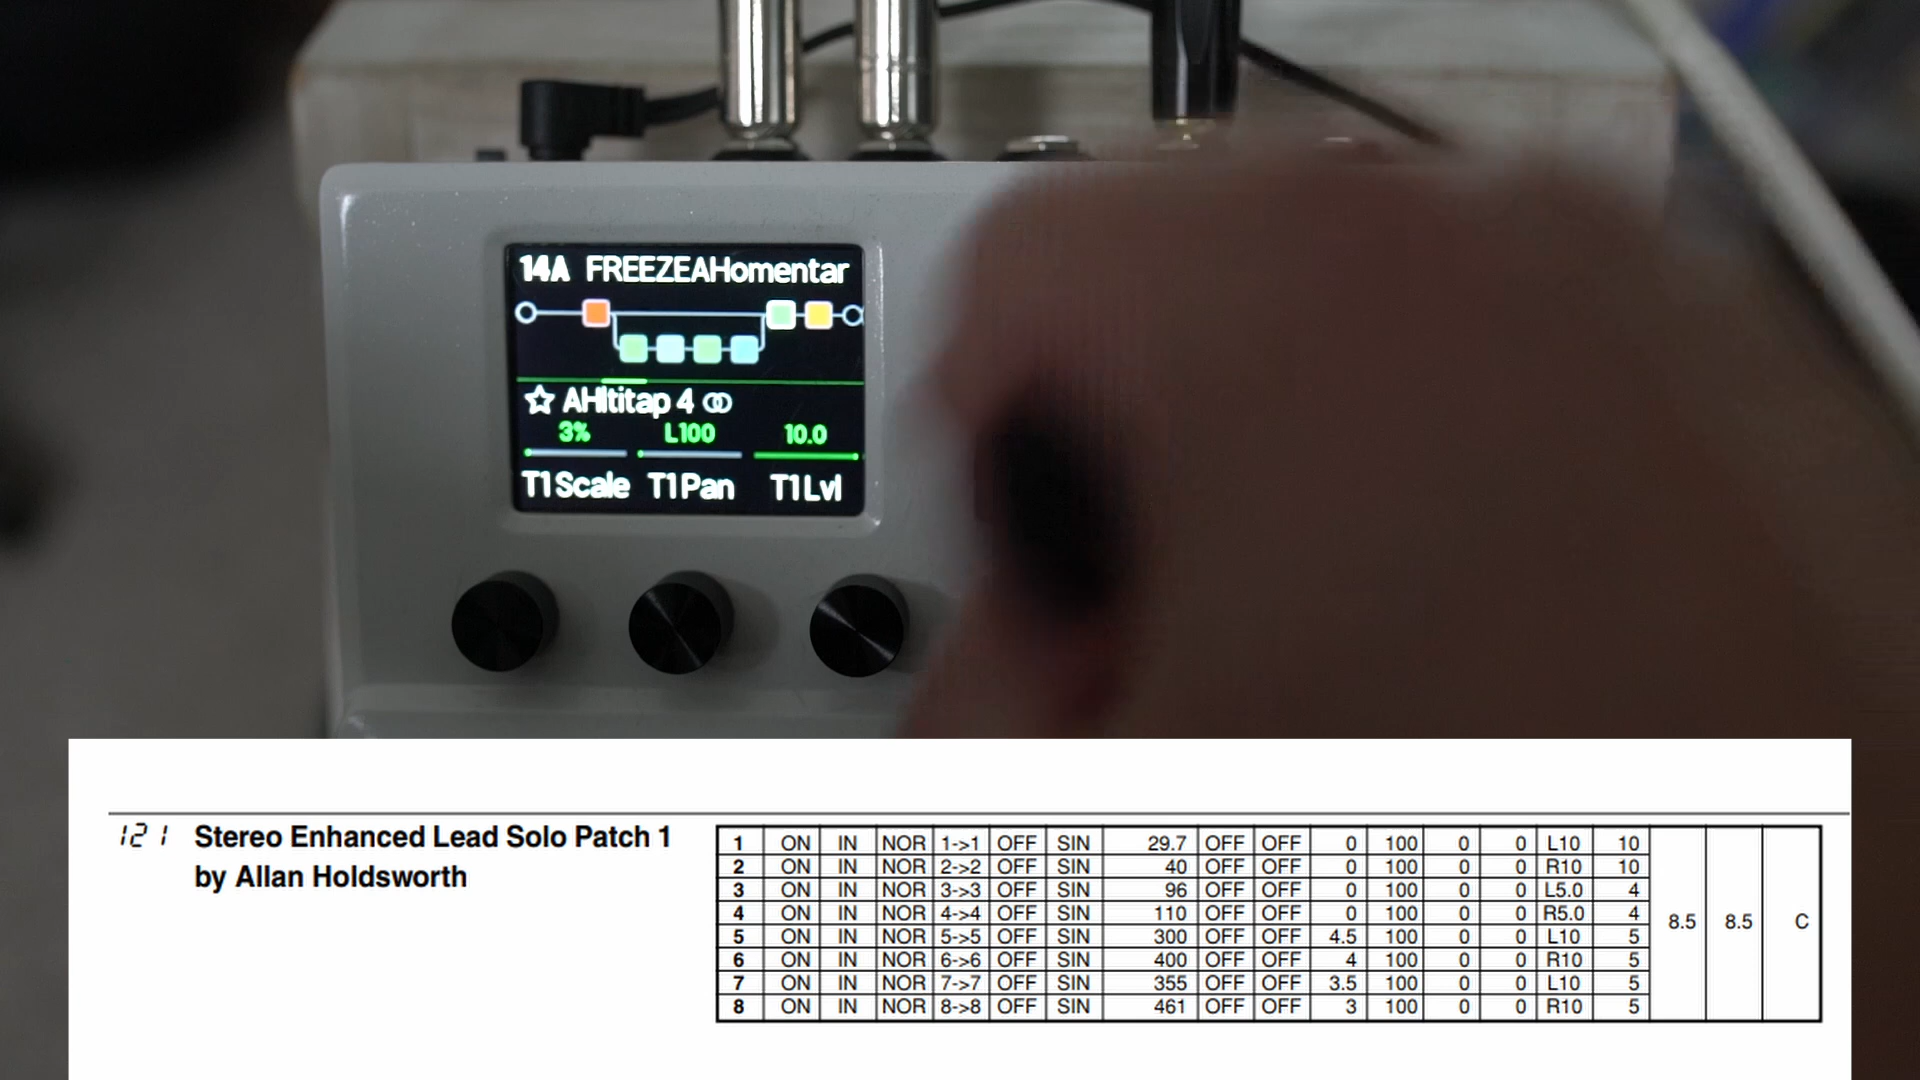 14A FREEZEAHomentar
3% L100 10.0
T1Scale T1Pan T1Lvl
121 Stereo Enhanced Lead Solo Patch 1
by Allan Holdsworth
1 ON IN NOR 1->1 OFF SIN 29.7 OFF OFF 0 100 0 0 L10 10
2 ON IN NOR 2->2 OFF SIN 40 OFF OFF 0 100 0 0 R10 10
3 ON IN NOR 3->3 OFF SIN 96 OFF OFF 0 100 0 0 L5.0 4
4 ON IN NOR 4->4 OFF SIN 110 OFF OFF 0 100 0 0 R5.0 4
8.5 8.5 C
5 ON IN NOR 5->5 OFF SIN 300 OFF OFF 4.5 100 0 0 L10 5
6 ON IN NOR 6->6 OFF SIN 400 OFF OFF 4 100 0 0 R10 5
7 ON IN NOR 7->7 OFF SIN 355 OFF OFF 3.5 100 0 0 L10 5
8 ON IN NOR 8->8 OFF SIN 461 OFF OFF 3 100 0 0 R10 5